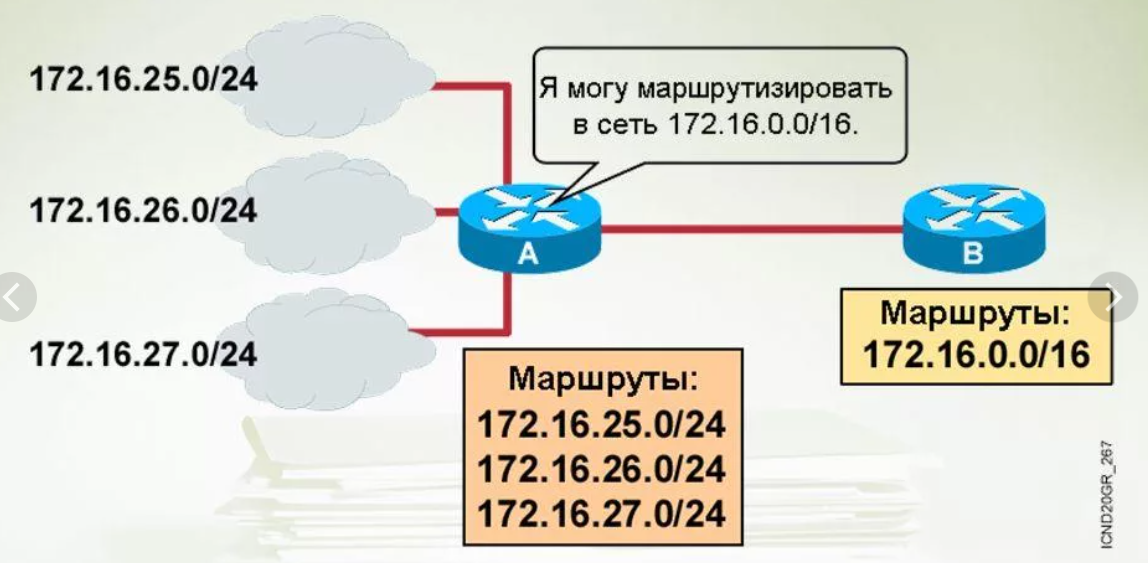 172.16.25.0/24
Я могу маршрутизировать
в сеть 172.16.0.0/16.
172.16.26.0/24
A
B
172.16.27.0/24
Маршруты:
172.16.25.0/24
172.16.26.0/24
172.16.27.0/24
Маршруты:
172.16.0.0/16
ICND20GR_267